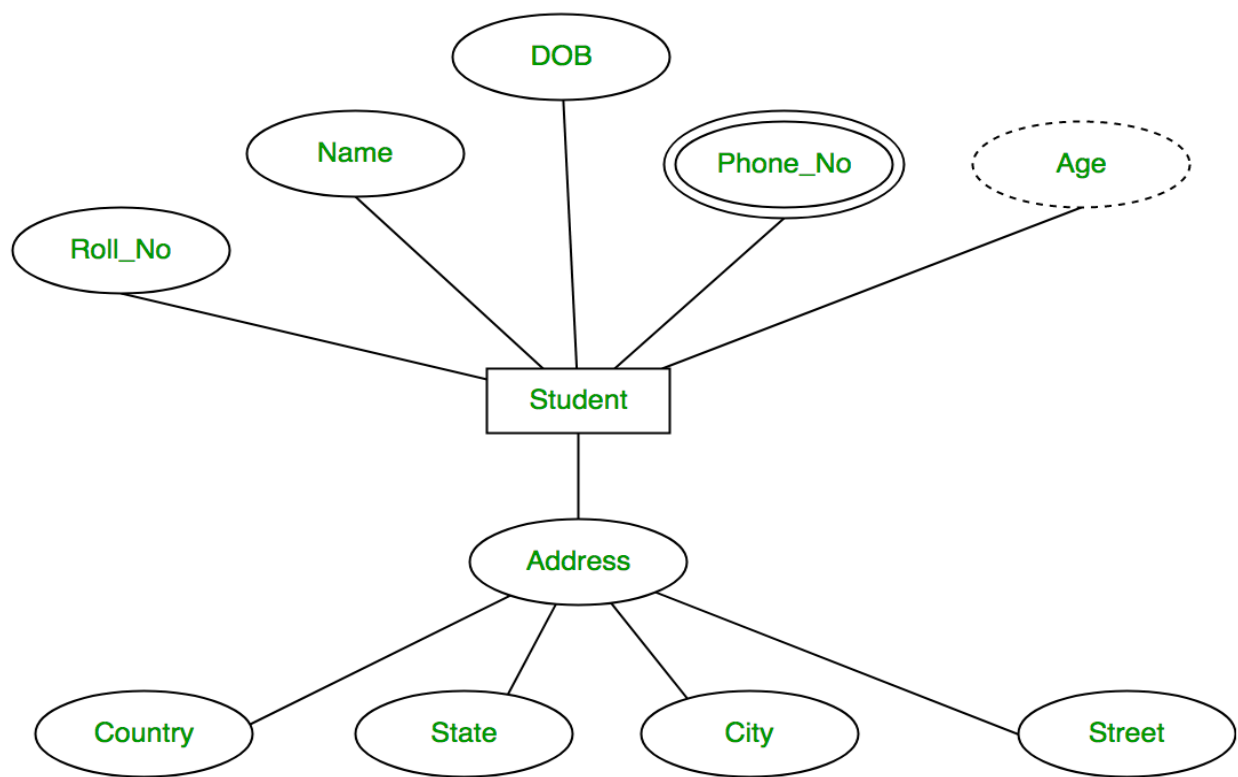 DOB
Name
Phone_No
Age
Roll_No
Student
Address
Country
State
City
Street